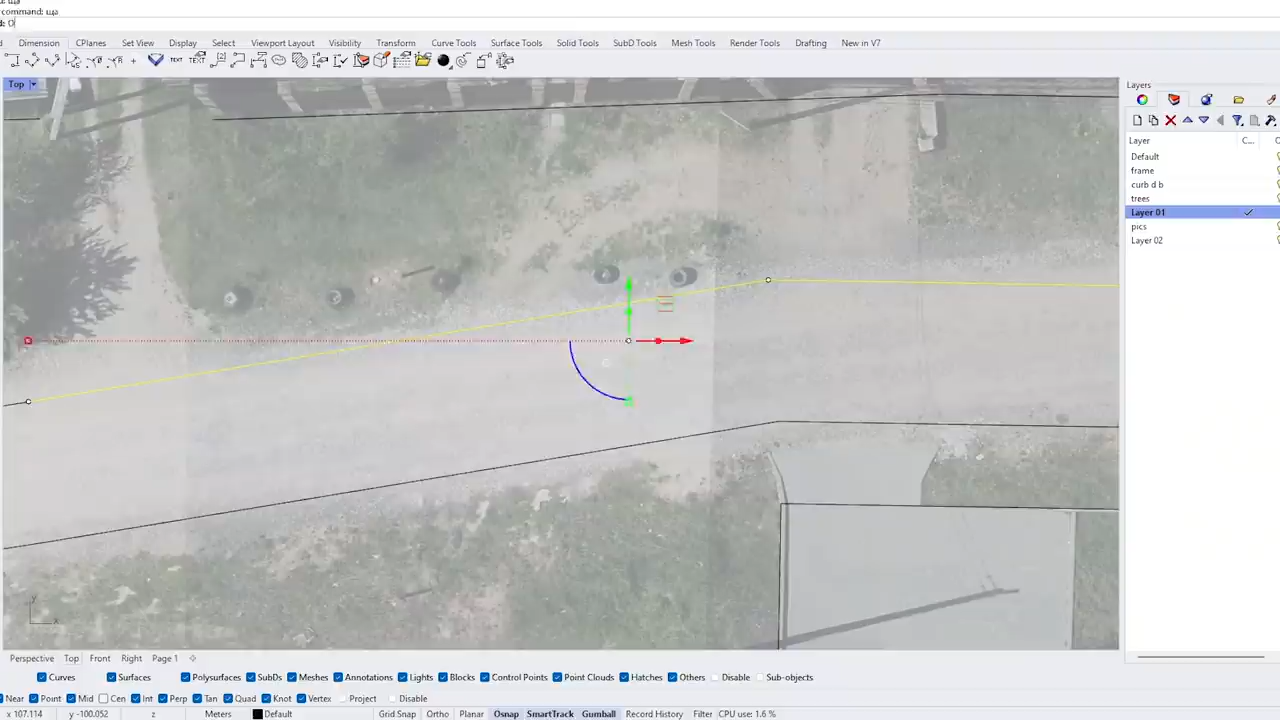 command: ща
d: O
Dimension CPlanes Set View Display Select Viewport Layout Visibility Transform Curve Tools Surface Tools Solid Tools SubD Tools Mesh Tools Render Tools Drafting New in V7
Top
Layers
Layer C...
Default
frame
curb d b
trees
Layer 01
pics
Layer 02
y
x
Perspective Top Front Right Page 1
Curves Surfaces Polysurfaces SubDs Meshes Annotations Lights Blocks Control Points Point Clouds Hatches Others Disable Sub-objects
Near Point Mid Cen Int Perp Tan Quad Knot Vertex Project Disable
x 107.114 y -100.052 z Meters Default Grid Snap Ortho Planar Osnap SmartTrack Gumball Record History Filter CPU use: 1.6 %